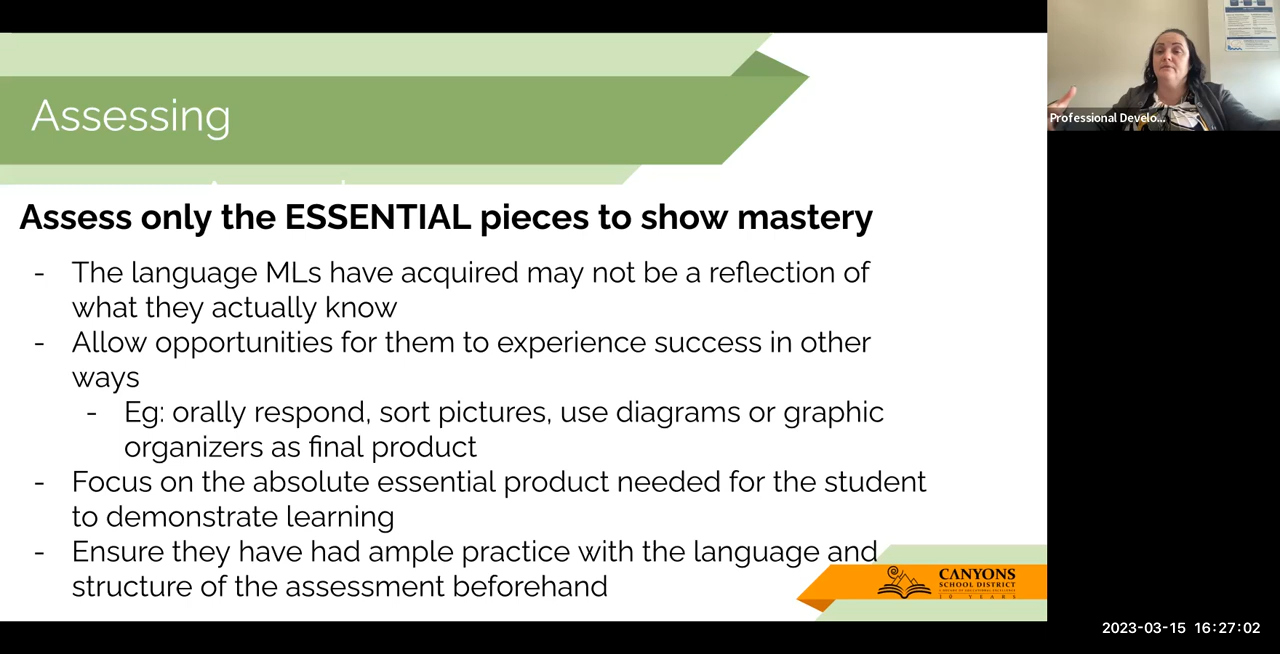 Assessing
Assess only the ESSENTIAL pieces to show mastery
- The language MLs have acquired may not be a reflection of
what they actually know
- Allow opportunities for them to experience success in other
ways
- Eg: orally respond, sort pictures, use diagrams or graphic
organizers as final product
- Focus on the absolute essential product needed for the student
to demonstrate learning
- Ensure they have had ample practice with the language and
structure of the assessment beforehand
CANYONS
SCHOOL DISTRICT
10 YEARS
Professional Develo...
2023-03-15 16:27:02